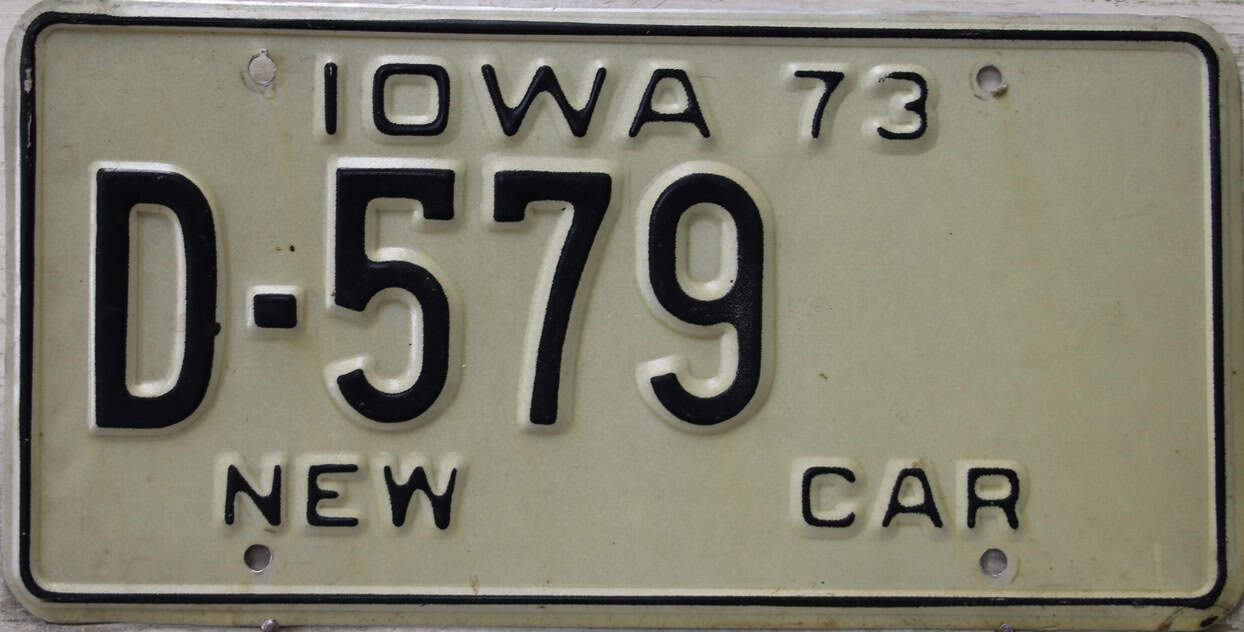 IOWA 73
D-579
NEW CAR